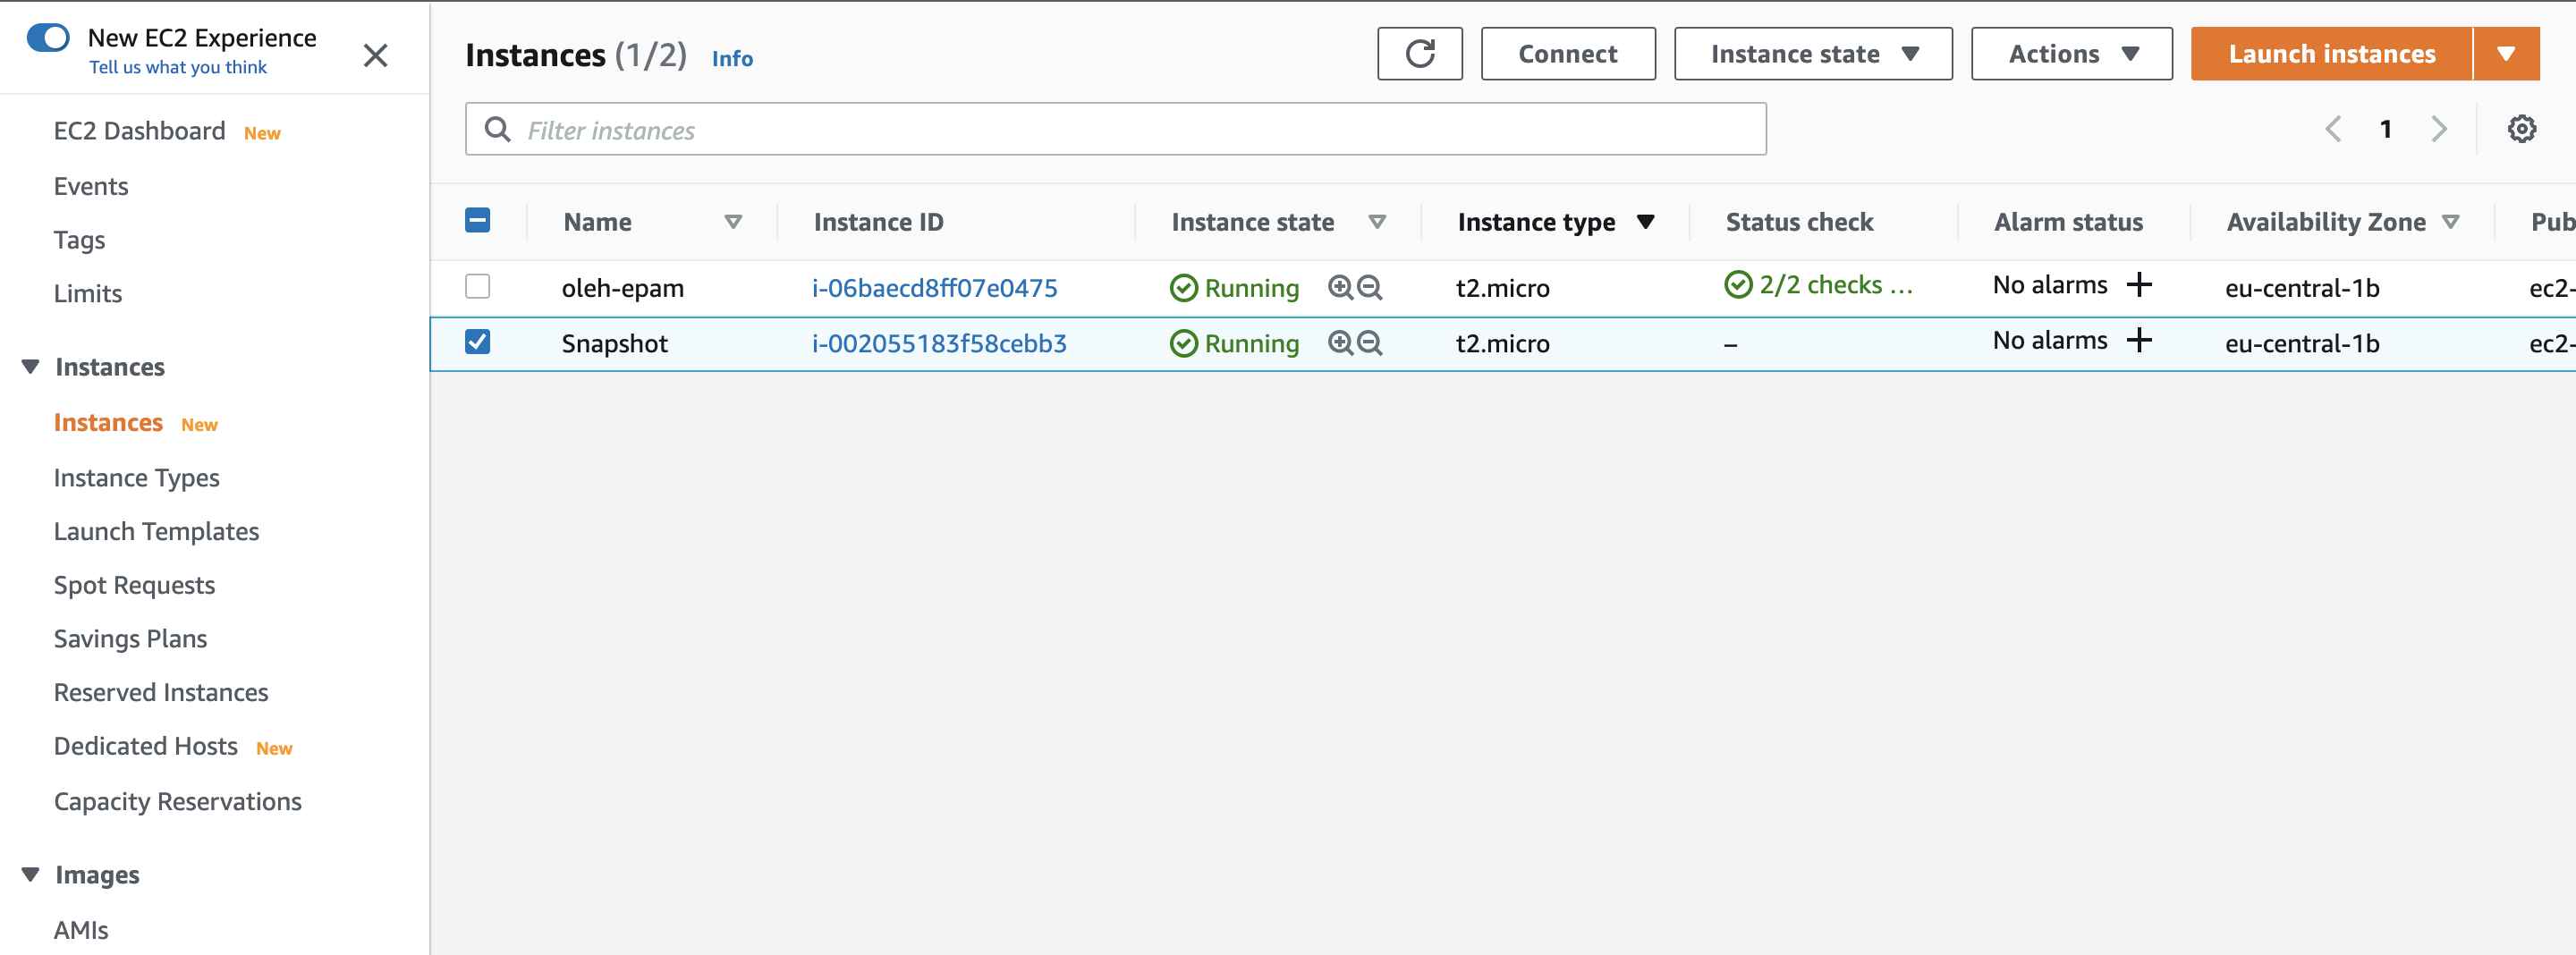 New EC2 Experience
Tell us what you think
EC2 Dashboard New
Events
Tags
Limits
Instances
Instances New
Instance Types
Launch Templates
Spot Requests
Savings Plans
Reserved Instances
Dedicated Hosts New
Capacity Reservations
Images
AMIs
Instances (1/2) Info
Connect
Instance state
Actions
Launch instances
Filter instances
1
Name Instance ID Instance state Instance type Status check Alarm status Availability Zone Pub
oleh-epam i-06baecd8ff07e0475 Running t2.micro 2/2 checks ... No alarms + eu-central-1b ec2-
Snapshot i-002055183f58cebb3 Running t2.micro – No alarms + eu-central-1b ec2-